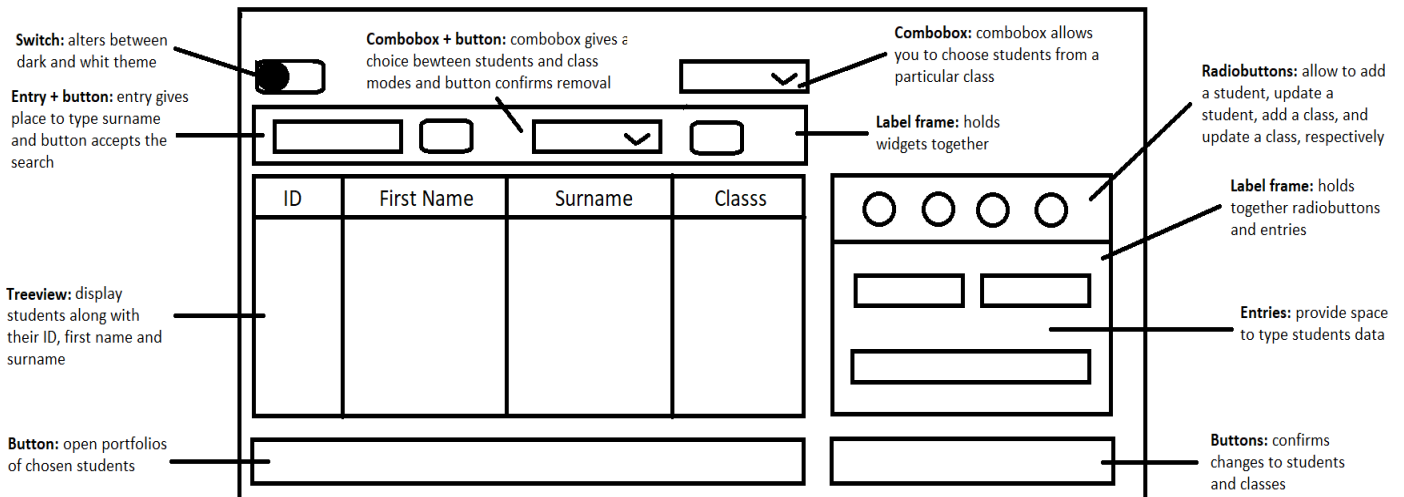 Switch: alters between
dark and whit theme
Entry + button: entry gives
place to type surname
and button accepts the
search
Combobox + button: combobox gives a
choice bewteen students and class
modes and button confirms removal
Combobox: combobox allows
you to choose students from a
particular class
Label frame: holds
widgets together
Radiobuttons: allow to add
a student, update a
student, add a class, and
update a class, respectively
Label frame: holds
together radiobuttons
and entries
ID
First Name
Surname
Classs
Treeview: display
students along with
their ID, first name and
surname
Entries: provide space
to type students data
Button: open portfolios
of chosen students
Buttons: confirms
changes to students
and classes